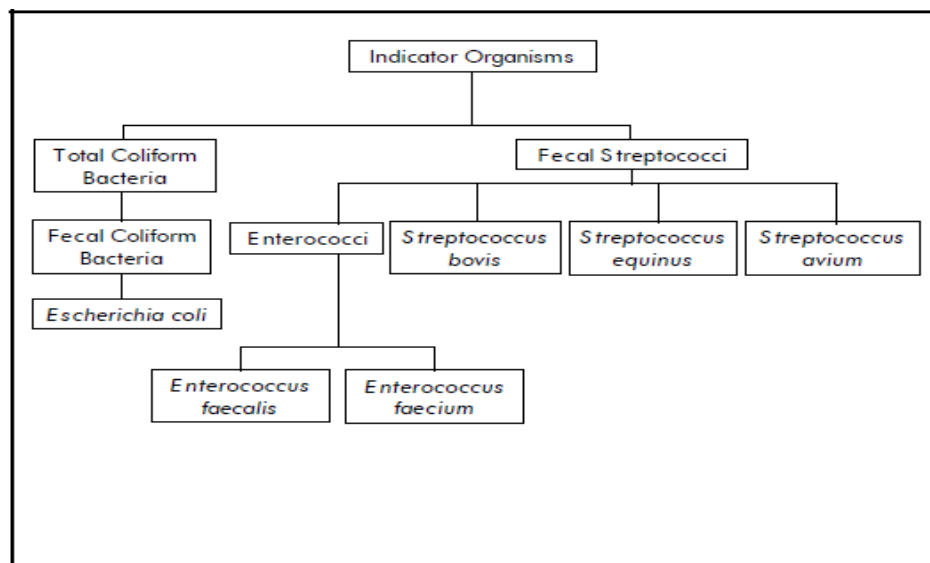 Indicator Organisms
Total Coliform
Bacteria
Fecal Streptococci
Fecal Coliform
Bacteria
Enterococci
Streptococcus
bovis
Streptococcus
equinus
Streptococcus
avium
Escherichia coli
Enterococcus
faecalis
Enterococcus
faecium